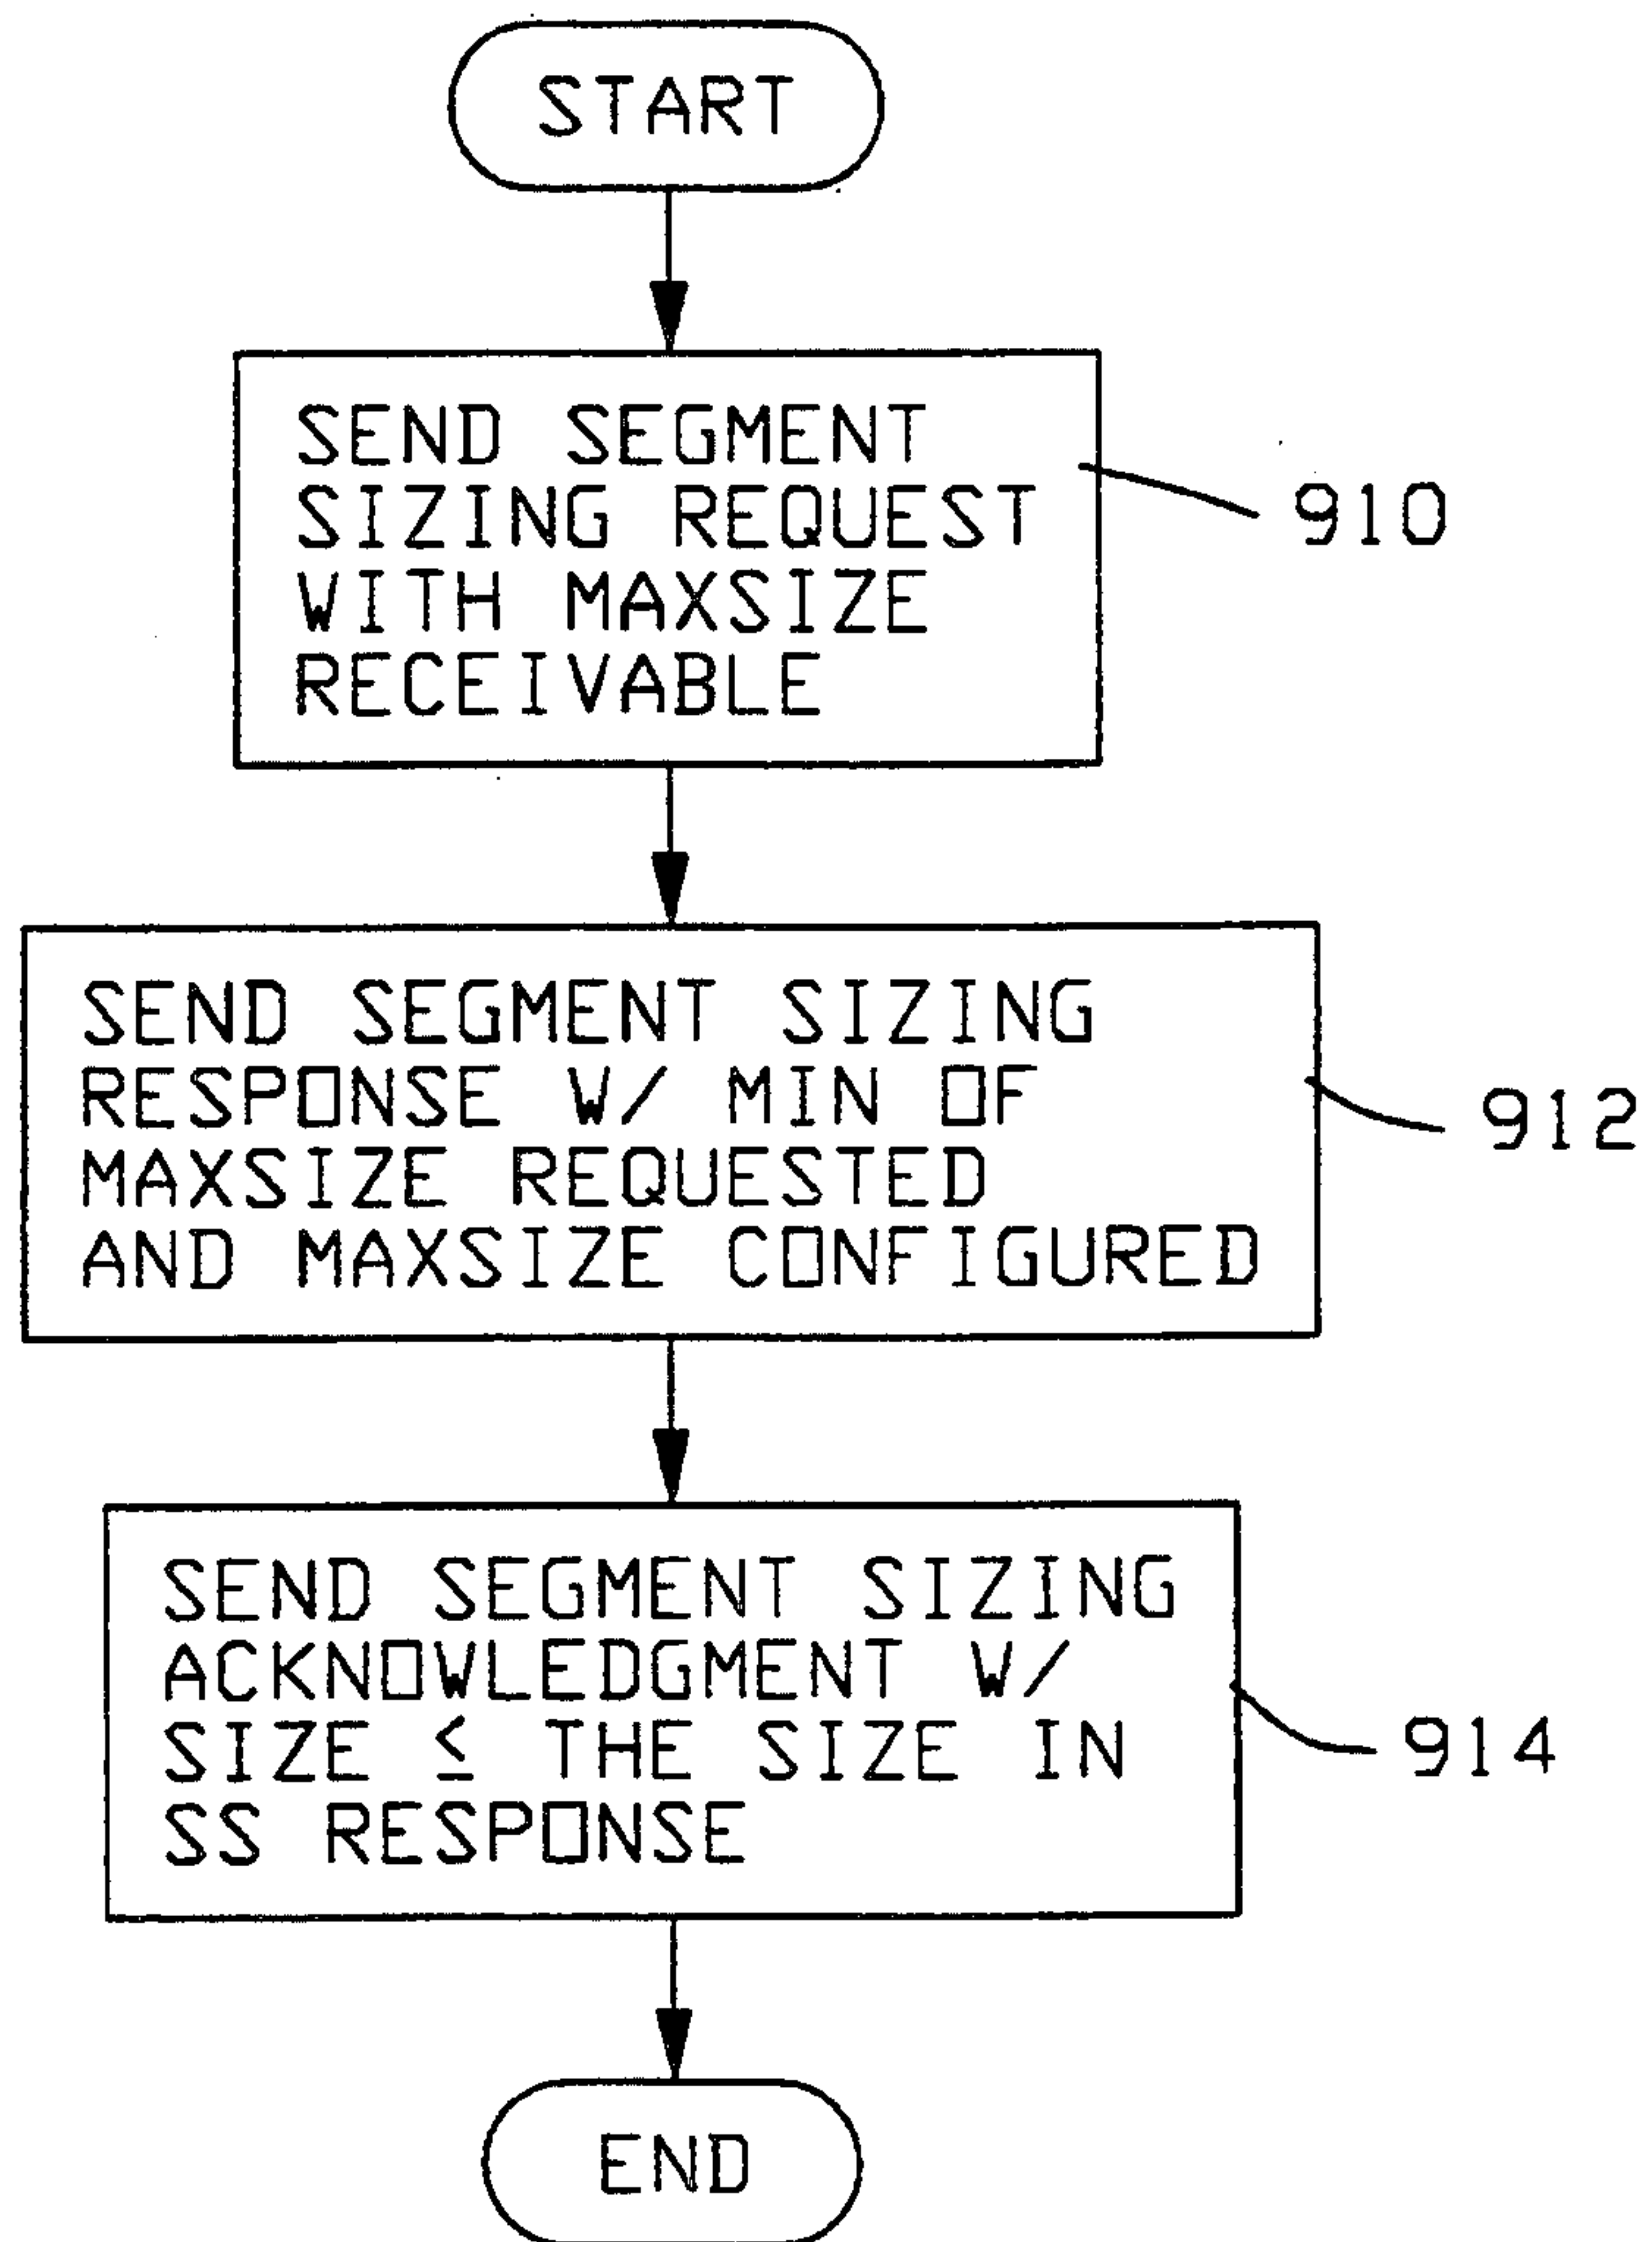 START
SEND SEGMENT
SIZING REQUEST
WITH MAXSIZE
RECEIVABLE
910
SEND SEGMENT SIZING
RESPONSE W/ MIN OF
MAXSIZE REQUESTED
AND MAXSIZE CONFIGURED
912
SEND SEGMENT SIZING
ACKNOWLEDGMENT W/
SIZE ≤ THE SIZE IN
SS RESPONSE
914
END